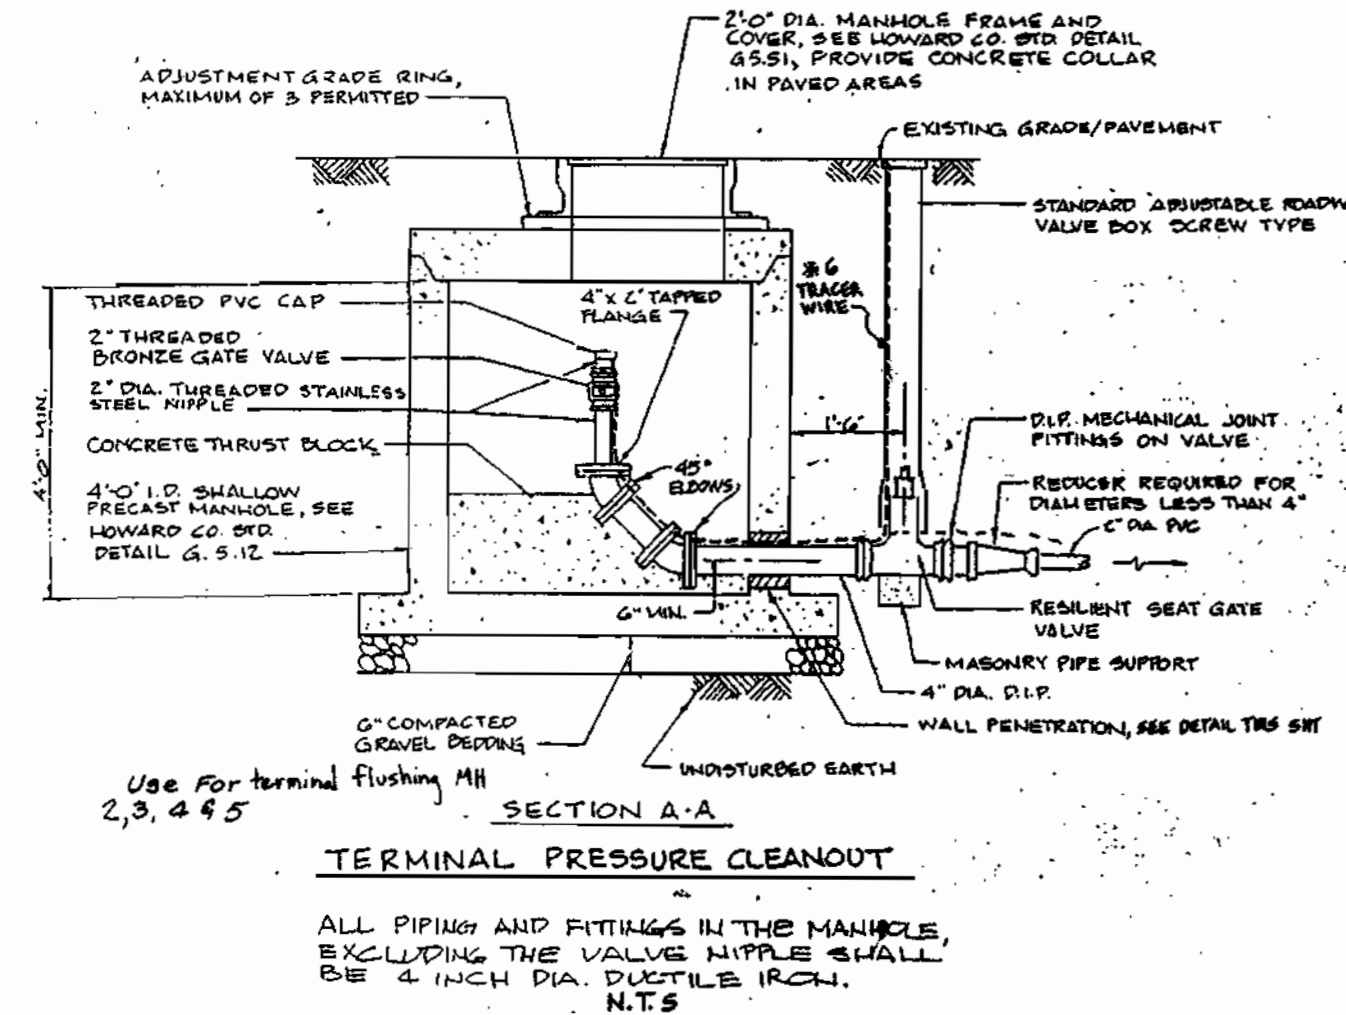 2'-0" DIA. MANHOLE FRAME AND
COVER, SEE HOWARD CO. STD. DETAIL
G5.51, PROVIDE CONCRETE COLLAR
IN PAVED AREAS
ADJUSTMENT GRADE RING,
MAXIMUM OF 3 PERMITTED
EXISTING GRADE/PAVEMENT
STANDARD ADJUSTABLE ROADW
VALVE BOX SCREW TYPE
#6
TRACER
WIRE
THREADED PVC CAP
4" X 2" TAPPED
FLANGE
2" THREADED
BRONZE GATE VALVE
2" DIA. THREADED STAINLESS
STEEL NIPPLE
4'-0" MIN.
CONCRETE THRUST BLOCK
45°
ELBOWS
1'-6"
D.I.P. MECHANICAL JOINT
FITTINGS ON VALVE
REDUCER REQUIRED FOR
DIAMETERS LESS THAN 4"
2" DIA PVC
4'-0" I.D. SHALLOW
PRECAST MANHOLE, SEE
HOWARD CO. STD.
DETAIL G. 5.12
6" MIN.
RESILIENT SEAT GATE
VALVE
MASONRY PIPE SUPPORT
4" DIA. D.I.P.
WALL PENETRATION, SEE DETAIL THIS SHT
6" COMPACTED
GRAVEL BEDDING
UNDISTURBED EARTH
Use For terminal flushing MH
2,3, 4 & 5
SECTION A-A
TERMINAL PRESSURE CLEANOUT
ALL PIPING AND FITTINGS IN THE MANHOLE,
EXCLUDING THE VALVE NIPPLE SHALL
BE 4 INCH DIA. DUCTILE IRON.
N.T.S